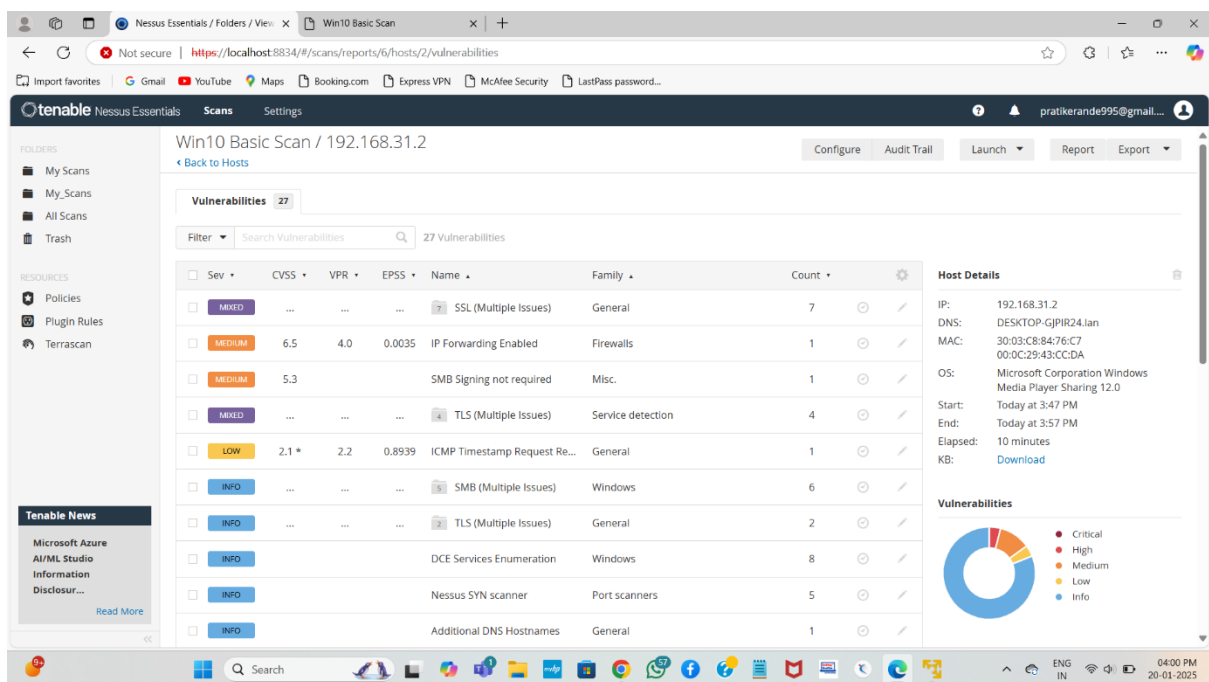 Nessus Essentials / Folders / View
Win10 Basic Scan
Not secure | https://localhost:8834/#/scans/reports/6/hosts/2/vulnerabilities
Import favorites
Gmail
YouTube
Maps
Booking.com
Express VPN
McAfee Security
LastPass password...
tenable Nessus Essentials
Scans
Settings
pratikerande995@gmail....
FOLDERS
My Scans
My_Scans
All Scans
Trash
RESOURCES
Policies
Plugin Rules
Terrascan
Tenable News
Microsoft Azure
AI/ML Studio
Information
Disclosur...
Read More
Win10 Basic Scan / 192.168.31.2
‹ Back to Hosts
Configure
Audit Trail
Launch
Report
Export
Vulnerabilities 27
Filter
Search Vulnerabilities
27 Vulnerabilities
Sev CVSS VPR EPSS Name Family Count
MIXED ... ... ... 7 SSL (Multiple Issues) General 7
MEDIUM 6.5 4.0 0.0035 IP Forwarding Enabled Firewalls 1
MEDIUM 5.3 SMB Signing not required Misc. 1
MIXED ... ... ... 4 TLS (Multiple Issues) Service detection 4
LOW 2.1 * 2.2 0.8939 ICMP Timestamp Request Re... General 1
INFO ... ... ... 5 SMB (Multiple Issues) Windows 6
INFO ... ... ... 2 TLS (Multiple Issues) General 2
INFO DCE Services Enumeration Windows 8
INFO Nessus SYN scanner Port scanners 5
INFO Additional DNS Hostnames General 1
Host Details
IP: 192.168.31.2
DNS: DESKTOP-GJPIR24.lan
MAC: 30:03:C8:84:76:C7
00:0C:29:43:CC:DA
OS: Microsoft Corporation Windows
Media Player Sharing 12.0
Start: Today at 3:47 PM
End: Today at 3:57 PM
Elapsed: 10 minutes
KB: Download
Vulnerabilities
Critical
High
Medium
Low
Info
9+
Search
57
ENG
IN
04:00 PM
20-01-2025